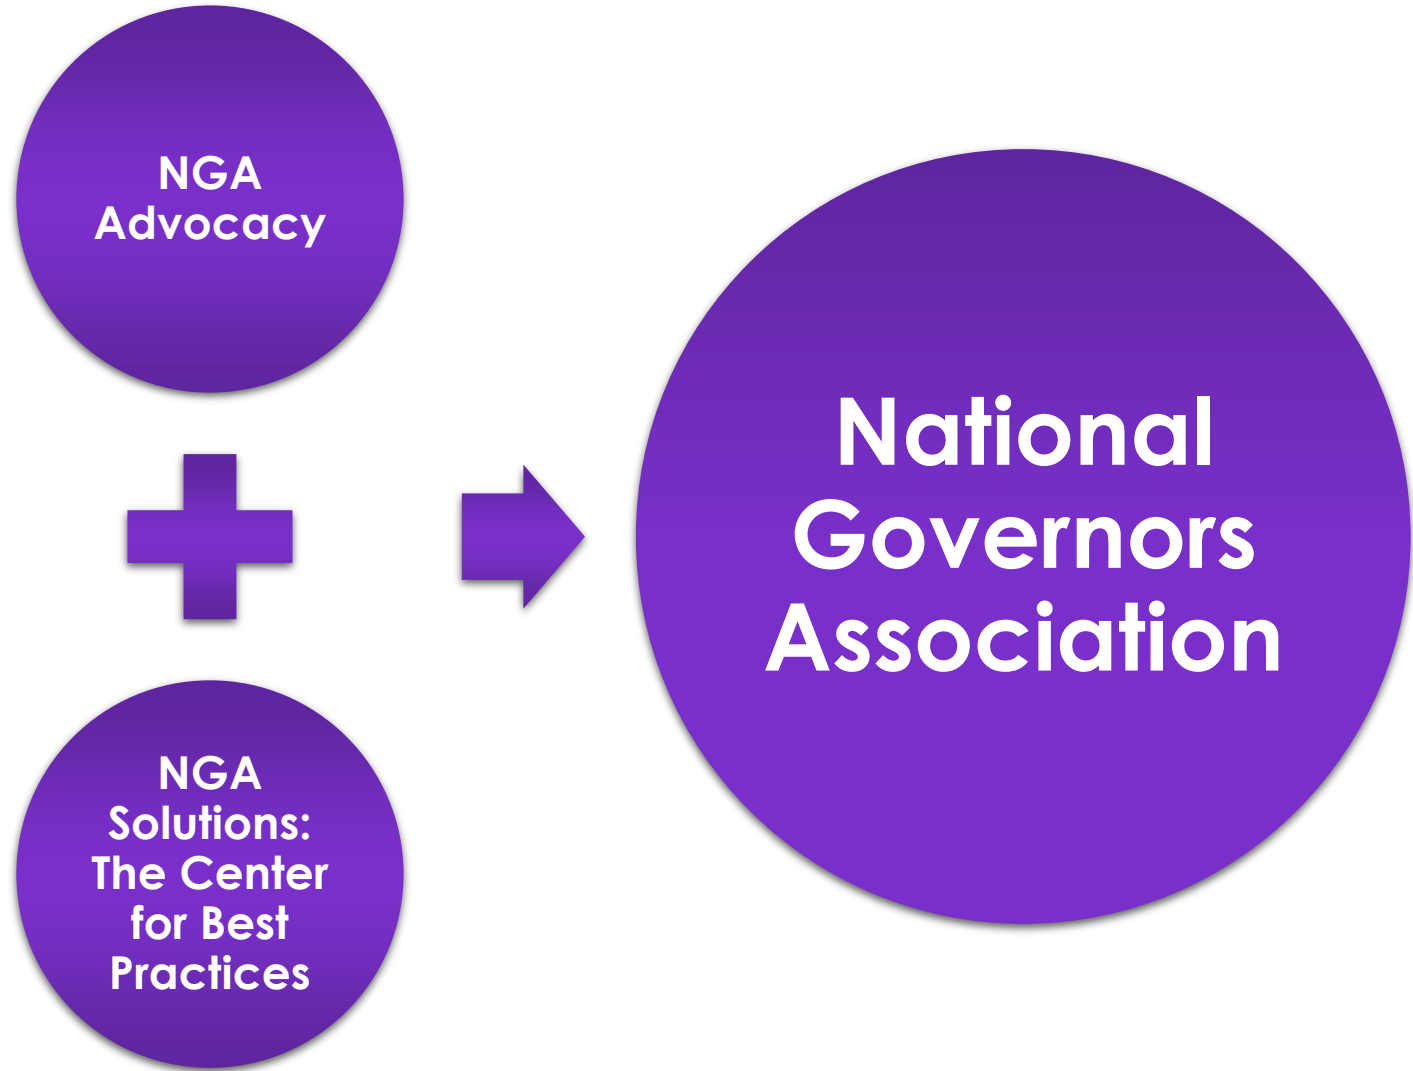 NGA
Advocacy
NGA
Solutions:
The Center
for Best
Practices
National
Governors
Association